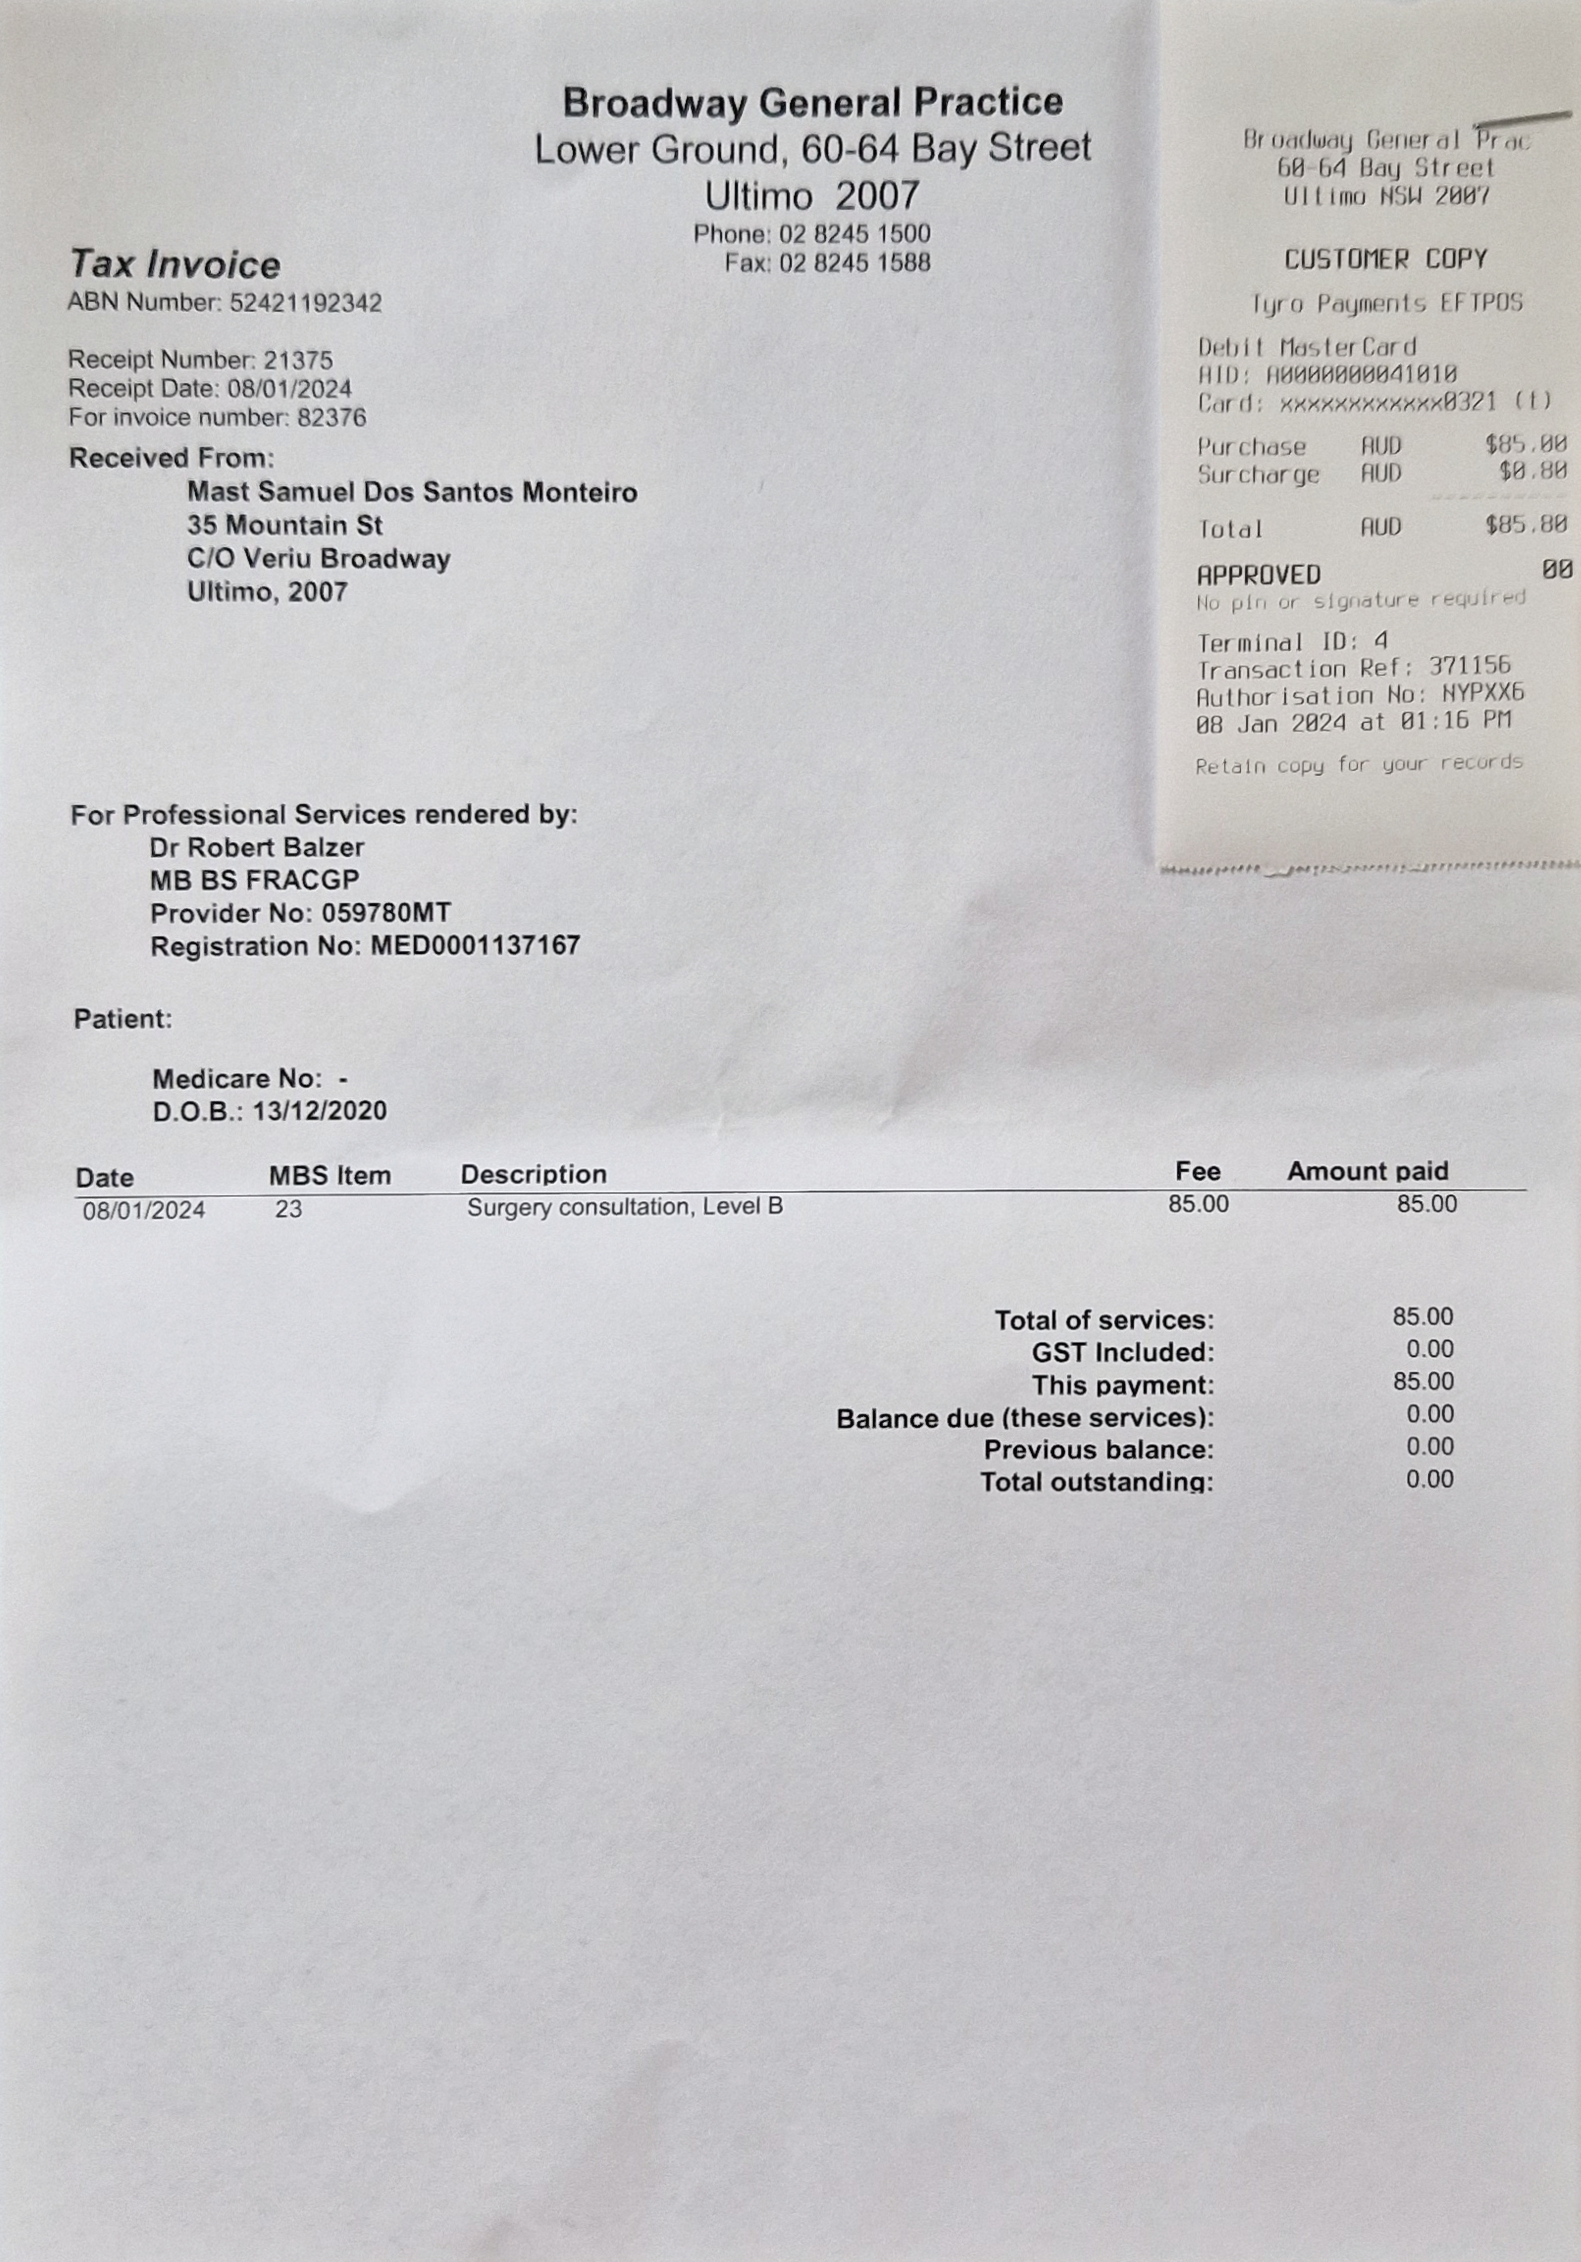 Broadway General Practice
Lower Ground, 60-64 Bay Street
Ultimo 2007
Phone: 02 8245 1500
Fax: 02 8245 1588
Tax Invoice
ABN Number: 52421192342
Receipt Number: 21375
Receipt Date: 08/01/2024
For invoice number: 82376
Received From:
Mast Samuel Dos Santos Monteiro
35 Mountain St
C/O Veriu Broadway
Ultimo, 2007
For Professional Services rendered by:
Dr Robert Balzer
MB BS FRACGP
Provider No: 059780MT
Registration No: MED0001137167
Patient:
Medicare No: -
D.O.B.: 13/12/2020
Date MBS Item Description Fee Amount paid
08/01/2024 23 Surgery consultation, Level B 85.00 85.00
Total of services: 85.00
GST Included: 0.00
This payment: 85.00
Balance due (these services): 0.00
Previous balance: 0.00
Total outstanding: 0.00
Broadway General Prac
60-64 Bay Street
Ultimo NSW 2007
CUSTOMER COPY
Tyro Payments EFTPOS
Debit MasterCard
AID: A0000000041010
Card: xxxxxxxxxxxx0321 (t)
Purchase AUD $85.00
Surcharge AUD $0.80
Total AUD $85.80
APPROVED 00
No pin or signature required
Terminal ID: 4
Transaction Ref: 371156
Authorisation No: NYPXX6
08 Jan 2024 at 01:16 PM
Retain copy for your records